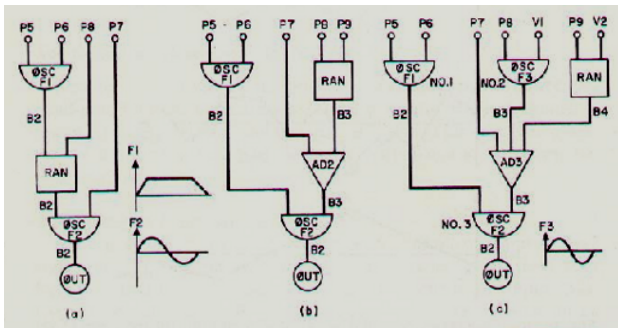 P5 P6 P8 P7
ØSC
F1
B2
RAN
B2
ØSC
F2
B2
ØUT
(a)
F1
F2
P5 P6 P7 P8 P9
ØSC
F1
RAN
B2
B3
AD2
B3
ØSC
F2
B2
ØUT
(b)
P5 P6 P7 P8 V1 P9 V2
ØSC
F1
NO.1
NO.2
ØSC
F3
RAN
B2
B3
B4
AD3
B3
NO.3
ØSC
F2
B2
F3
ØUT
(c)